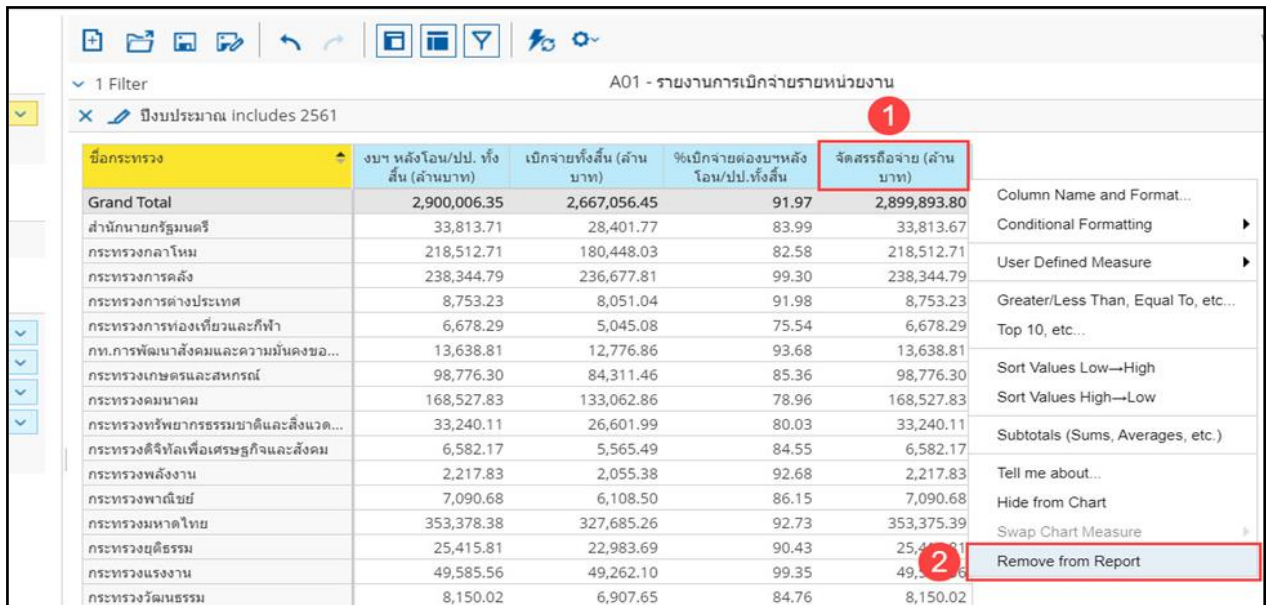 1 Filter
A01 - รายงานการเบิกจ่ายรายหน่วยงาน
ปีงบประมาณ includes 2561
1
ชื่อกระทรวง
งบฯ หลังโอน/ปป. ทั้งสิ้น (ล้านบาท)
เบิกจ่ายทั้งสิ้น (ล้านบาท)
%เบิกจ่ายต่องบฯหลังโอน/ปป.ทั้งสิ้น
จัดสรรถือจ่าย (ล้านบาท)
Grand Total 2,900,006.35 2,667,056.45 91.97 2,899,893.80
สำนักนายกรัฐมนตรี 33,813.71 28,401.77 83.99 33,813.67
กระทรวงกลาโหม 218,512.71 180,448.03 82.58 218,512.71
กระทรวงการคลัง 238,344.79 236,677.81 99.30 238,344.79
กระทรวงการต่างประเทศ 8,753.23 8,051.04 91.98 8,753.23
กระทรวงการท่องเที่ยวและกีฬา 6,678.29 5,045.08 75.54 6,678.29
กท.การพัฒนาสังคมและความมั่นคงขอ... 13,638.81 12,776.86 93.68 13,638.81
กระทรวงเกษตรและสหกรณ์ 98,776.30 84,311.46 85.36 98,776.30
กระทรวงคมนาคม 168,527.83 133,062.86 78.96 168,527.83
กระทรวงทรัพยากรธรรมชาติและสิ่งแวด... 33,240.11 26,601.99 80.03 33,240.11
กระทรวงดิจิทัลเพื่อเศรษฐกิจและสังคม 6,582.17 5,565.49 84.55 6,582.17
กระทรวงพลังงาน 2,217.83 2,055.38 92.68 2,217.83
กระทรวงพาณิชย์ 7,090.68 6,108.50 86.15 7,090.68
กระทรวงมหาดไทย 353,378.38 327,685.26 92.73 353,375.39
กระทรวงยุติธรรม 25,415.81 22,983.69 90.43
กระทรวงแรงงาน 49,585.56 49,262.10 99.35
กระทรวงวัฒนธรรม 8,150.02 6,907.65 84.76 8,150.02
Column Name and Format...
Conditional Formatting
User Defined Measure
Greater/Less Than, Equal To, etc...
Top 10, etc...
Sort Values Low→High
Sort Values High→Low
Subtotals (Sums, Averages, etc.)
Tell me about...
Hide from Chart
Swap Chart Measure
2
Remove from Report